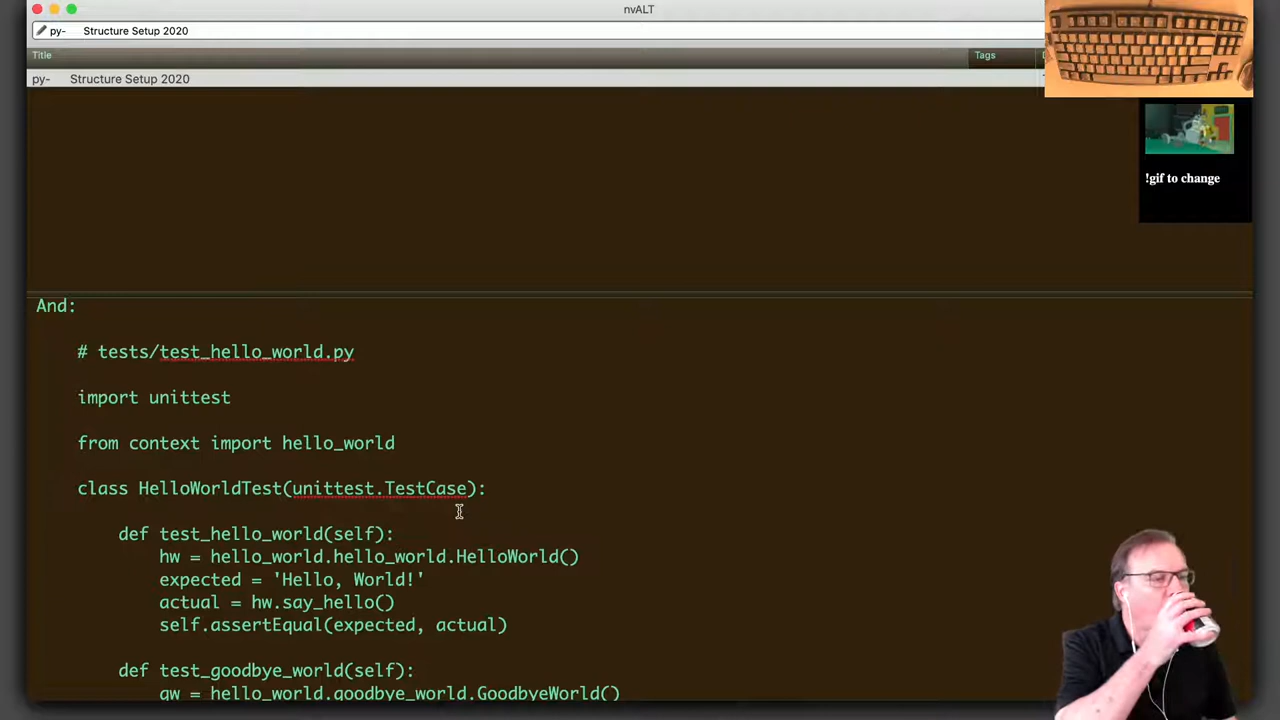 nvALT
py- Structure Setup 2020
Title
Tags
py- Structure Setup 2020
!gif to change
And:
# tests/test_hello_world.py
import unittest
from context import hello_world
class HelloWorldTest(unittest.TestCase):
def test_hello_world(self):
hw = hello_world.hello_world.HelloWorld()
expected = 'Hello, World!'
actual = hw.say_hello()
self.assertEqual(expected, actual)
def test_goodbye_world(self):
gw = hello_world.goodbye_world.GoodbyeWorld()